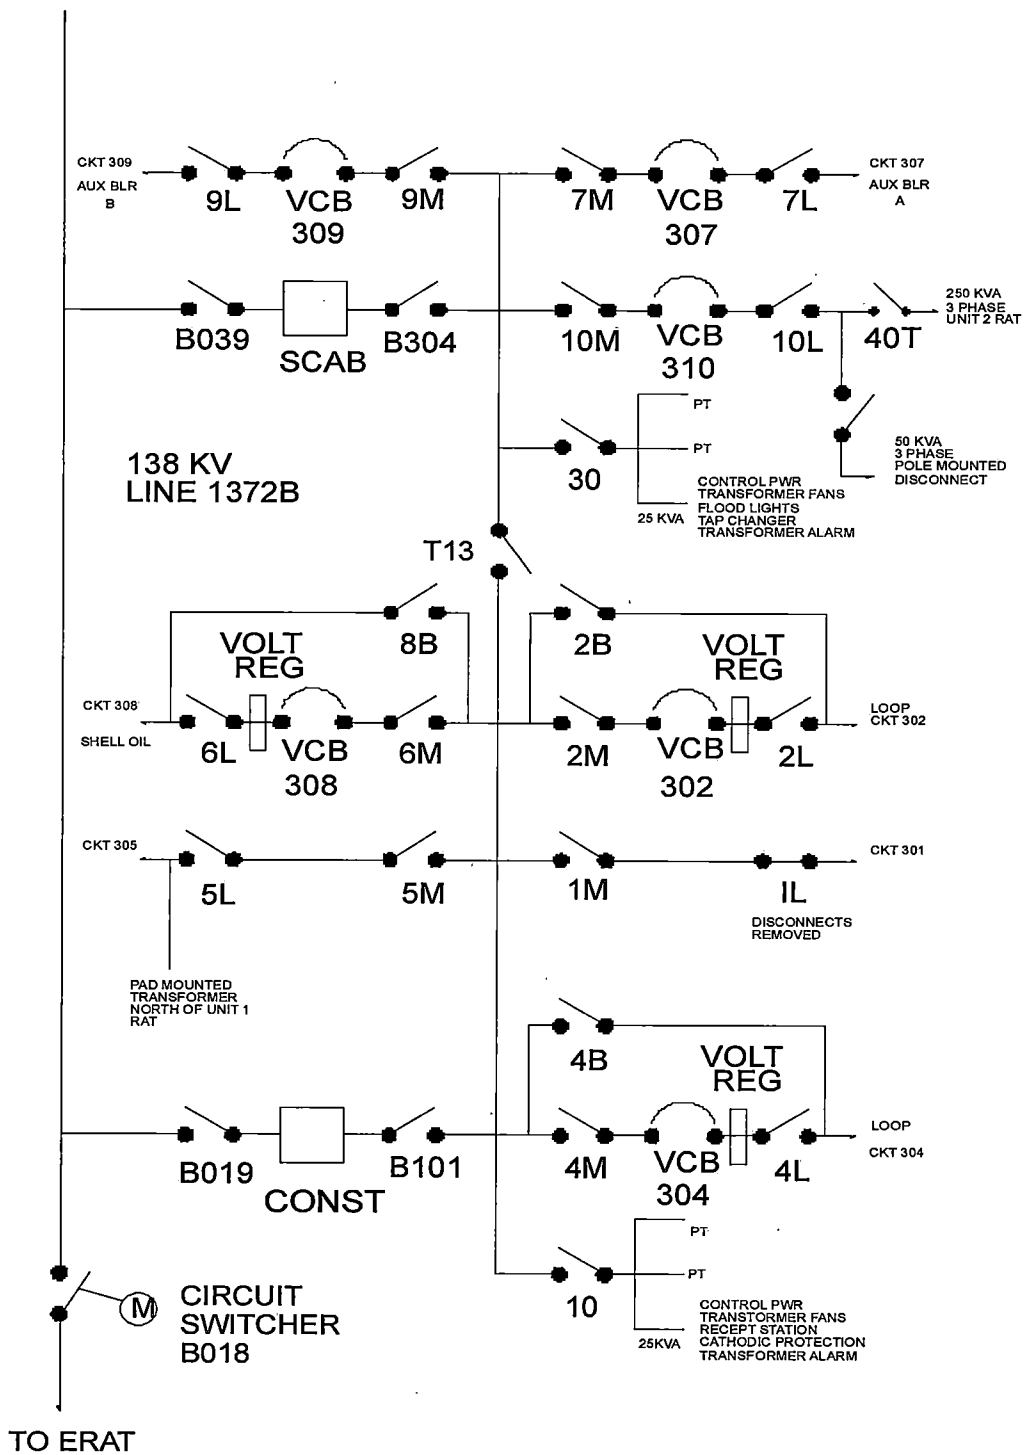 CKT 309
AUX BLR
B
9L
VCB
309
9M
7M
VCB
307
7L
CKT 307
AUX BLR
A
B039
SCAB
B304
10M
VCB
310
10L
40T
250 KVA
3 PHASE
UNIT 2 RAT
PT
PT
30
25 KVA
CONTROL PWR
TRANSFORMER FANS
FLOOD LIGHTS
TAP CHANGER
TRANSFORMER ALARM
50 KVA
3 PHASE
POLE MOUNTED
DISCONNECT
138 KV
LINE 1372B
T13
8B
2B
VOLT
REG
VOLT
REG
CKT 308
SHELL OIL
6L
VCB
308
6M
2M
VCB
302
2L
LOOP
CKT 302
CKT 305
5L
5M
1M
IL
CKT 301
DISCONNECTS
REMOVED
PAD MOUNTED
TRANSFORMER
NORTH OF UNIT 1
RAT
4B
VOLT
REG
B019
CONST
B101
4M
VCB
304
4L
LOOP
CKT 304
PT
PT
10
25KVA
CONTROL PWR
TRANSTORMER FANS
RECEPT STATION
CATHODIC PROTECTION
TRANSFORMER ALARM
M
CIRCUIT
SWITCHER
B018
TO ERAT